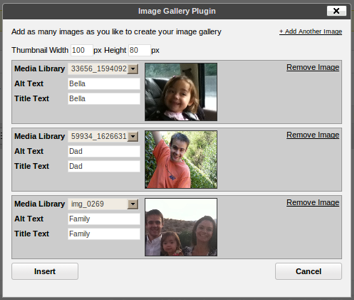 Image Gallery Plugin
Add as many images as you like to create your image gallery
+ Add Another Image
Thumbnail Width 100 px Height 80 px
Media Library 33656_1594092 Remove Image
Alt Text Bella
Title Text Bella
Media Library 59934_1626631 Remove Image
Alt Text Dad
Title Text Dad
Media Library img_0269 Remove Image
Alt Text Family
Title Text Family
Insert Cancel